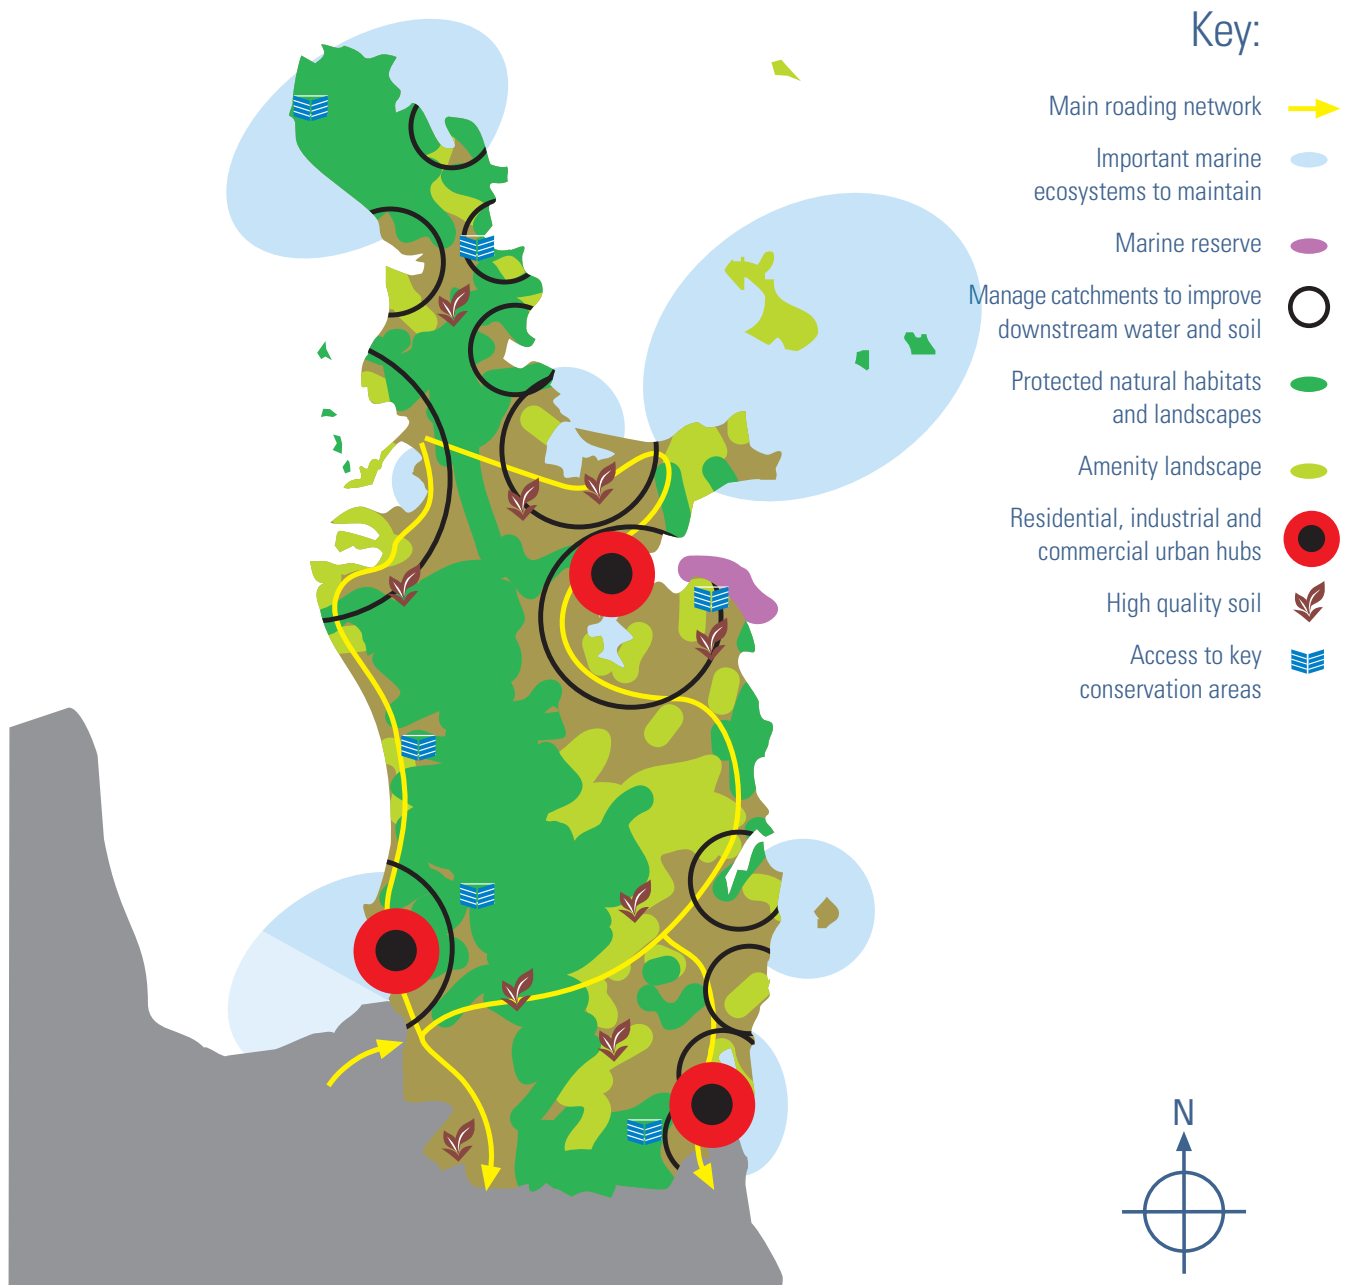 Key:
Main roading network
Important marine
ecosystems to maintain
Marine reserve
Manage catchments to improve
downstream water and soil
Protected natural habitats
and landscapes
Amenity landscape
Residential, industrial and
commercial urban hubs
High quality soil
Access to key
conservation areas
N